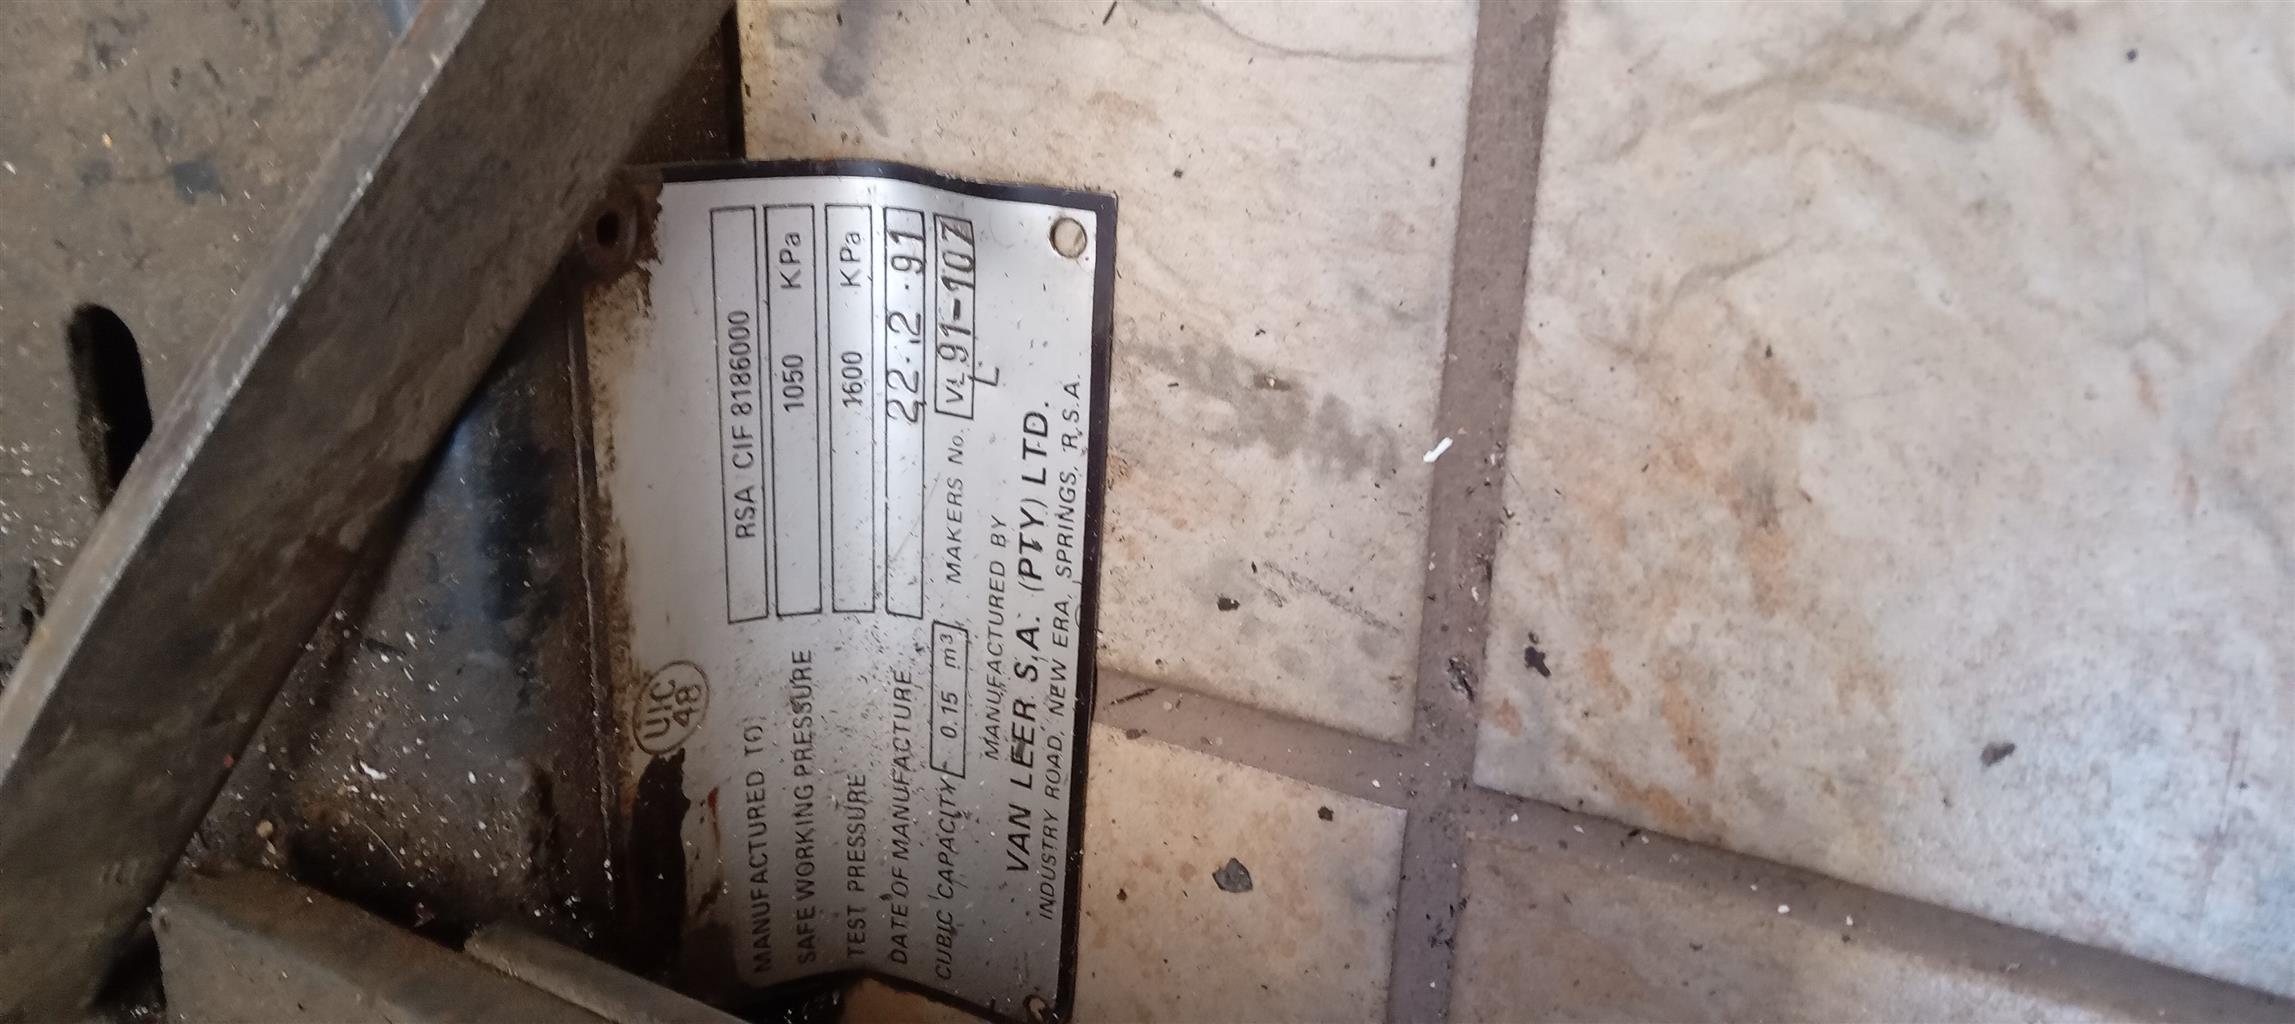 UIC
48
MANUFACTURED TO RSA CIF 8186000
SAFE WORKING PRESSURE 1050 KPa
TEST PRESSURE 1600 KPa
DATE OF MANUFACTURE 22.12.91
CUBIC CAPACITY 0.15 m³ MAKERS No. VL 91-107
MANUFACTURED BY
VAN LEER S.A. (PTY) LTD.
INDUSTRY ROAD, NEW ERA, SPRINGS, R.S.A.